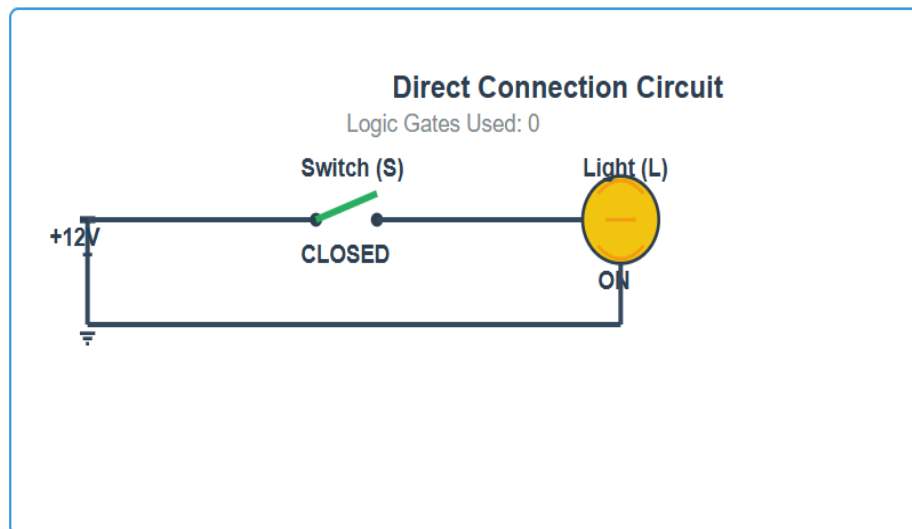 Direct Connection Circuit
Logic Gates Used: 0
Switch (S)
Light (L)
+12V
CLOSED
ON